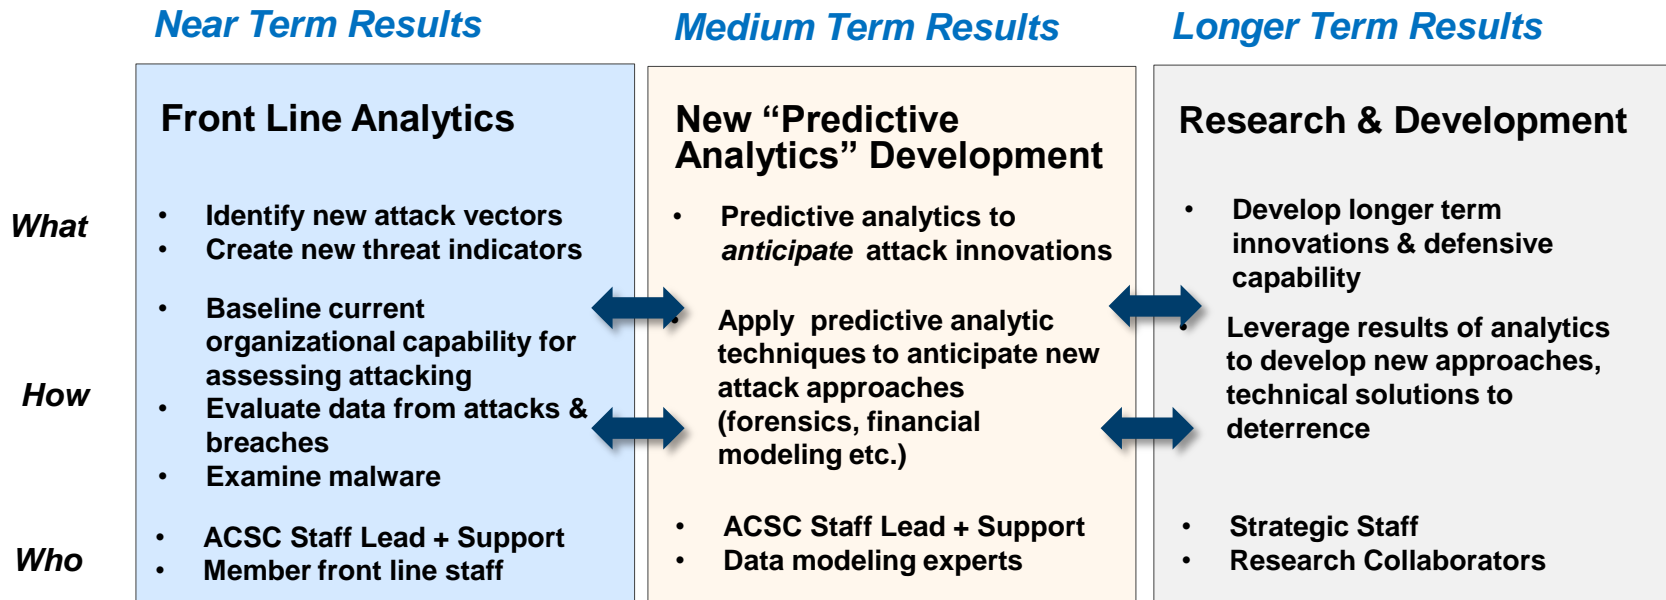 Near Term Results
Medium Term Results
Longer Term Results
Front Line Analytics
New “Predictive
Analytics” Development
Research & Development
What
• Identify new attack vectors
• Create new threat indicators
• Predictive analytics to
anticipate attack innovations
• Develop longer term
innovations & defensive
capability
How
• Baseline current
organizational capability for
assessing attacking
• Evaluate data from attacks &
breaches
• Examine malware
• Apply predictive analytic
techniques to anticipate new
attack approaches
(forensics, financial
modeling etc.)
• Leverage results of analytics
to develop new approaches,
technical solutions to
deterrence
Who
• ACSC Staff Lead + Support
• Member front line staff
• ACSC Staff Lead + Support
• Data modeling experts
• Strategic Staff
• Research Collaborators